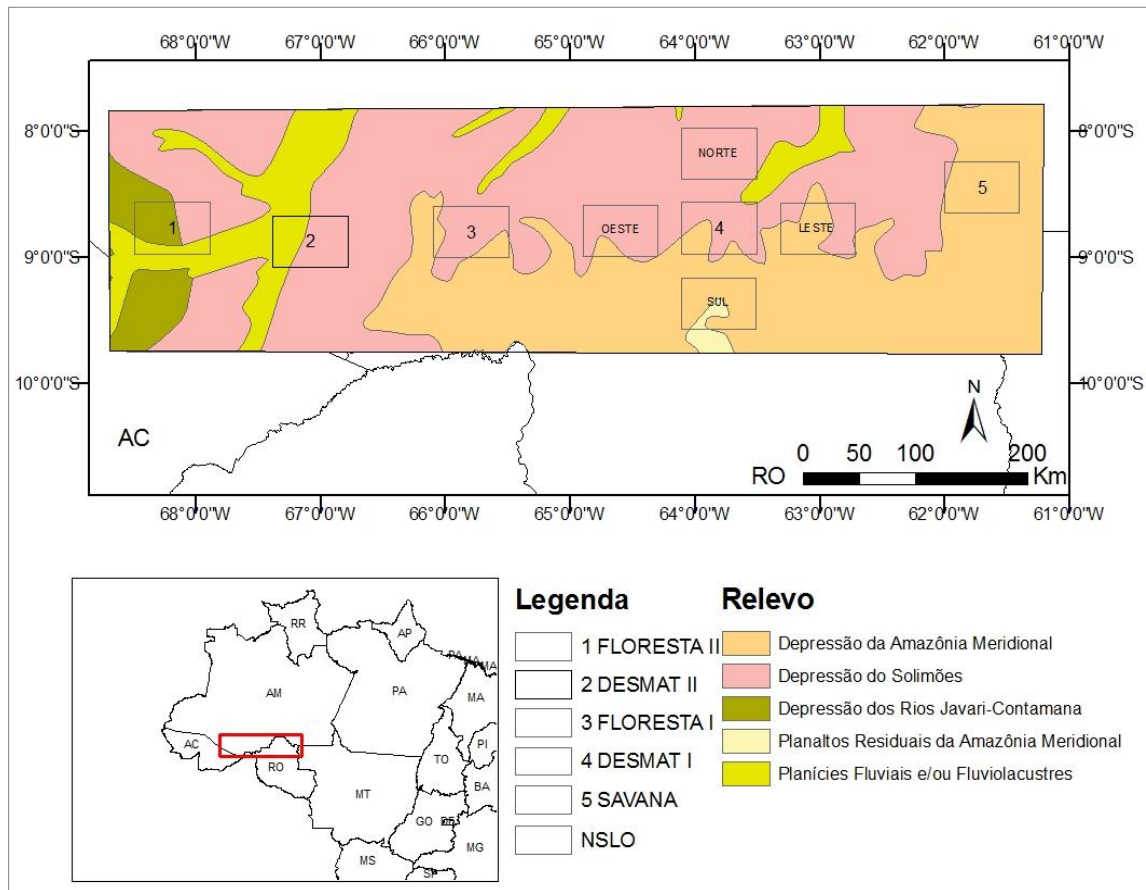 68°0'0"W 67°0'0"W 66°0'0"W 65°0'0"W 64°0'0"W 63°0'0"W 62°0'0"W 61°0'0"W
8°0'0"S 8°0'0"S
NORTE
5
1 2 3 OESTE 4 LESTE
9°0'0"S 9°0'0"S
SUL
10°0'0"S 10°0'0"S
N
AC
0 50 100 200
RO Km
68°0'0"W 67°0'0"W 66°0'0"W 65°0'0"W 64°0'0"W 63°0'0"W 62°0'0"W 61°0'0"W
RR AP
PA MA MA
AM PA MA
AC PI
RO TO
BA
MT
GO DF
MG
MS SP
Legenda
1 FLORESTA II
2 DESMAT II
3 FLORESTA I
4 DESMAT I
5 SAVANA
NSLO
Relevo
Depressão da Amazônia Meridional
Depressão do Solimões
Depressão dos Rios Javari-Contamana
Planaltos Residuais da Amazônia Meridional
Planícies Fluviais e/ou Fluviolacustres